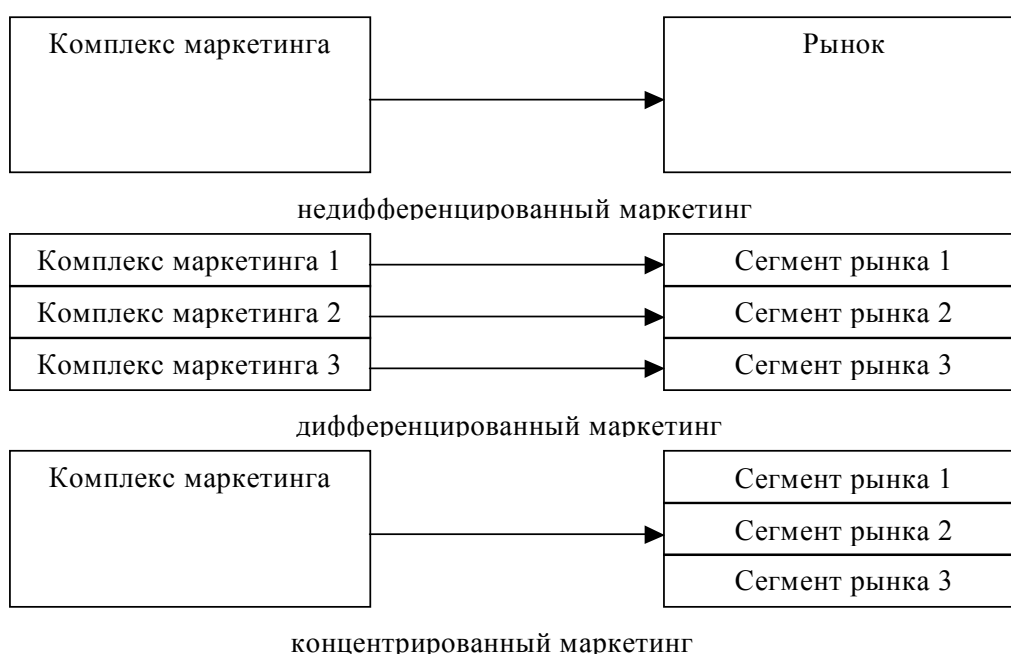 Комплекс маркетинга
Рынок
недифференцированный маркетинг
Комплекс маркетинга 1
Сегмент рынка 1
Комплекс маркетинга 2
Сегмент рынка 2
Комплекс маркетинга 3
Сегмент рынка 3
дифференцированный маркетинг
Комплекс маркетинга
Сегмент рынка 1
Сегмент рынка 2
Сегмент рынка 3
концентрированный маркетинг